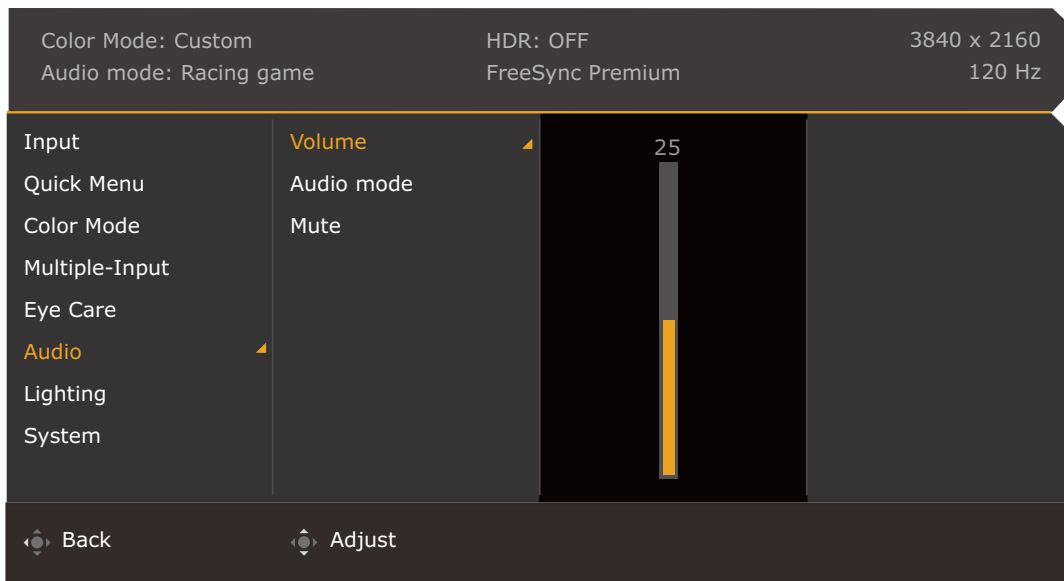 Color Mode: Custom
HDR: OFF
3840 x 2160
Audio mode: Racing game
FreeSync Premium
120 Hz
Input
Quick Menu
Color Mode
Multiple-Input
Eye Care
Audio
Lighting
System
Volume
Audio mode
Mute
25
Back
Adjust